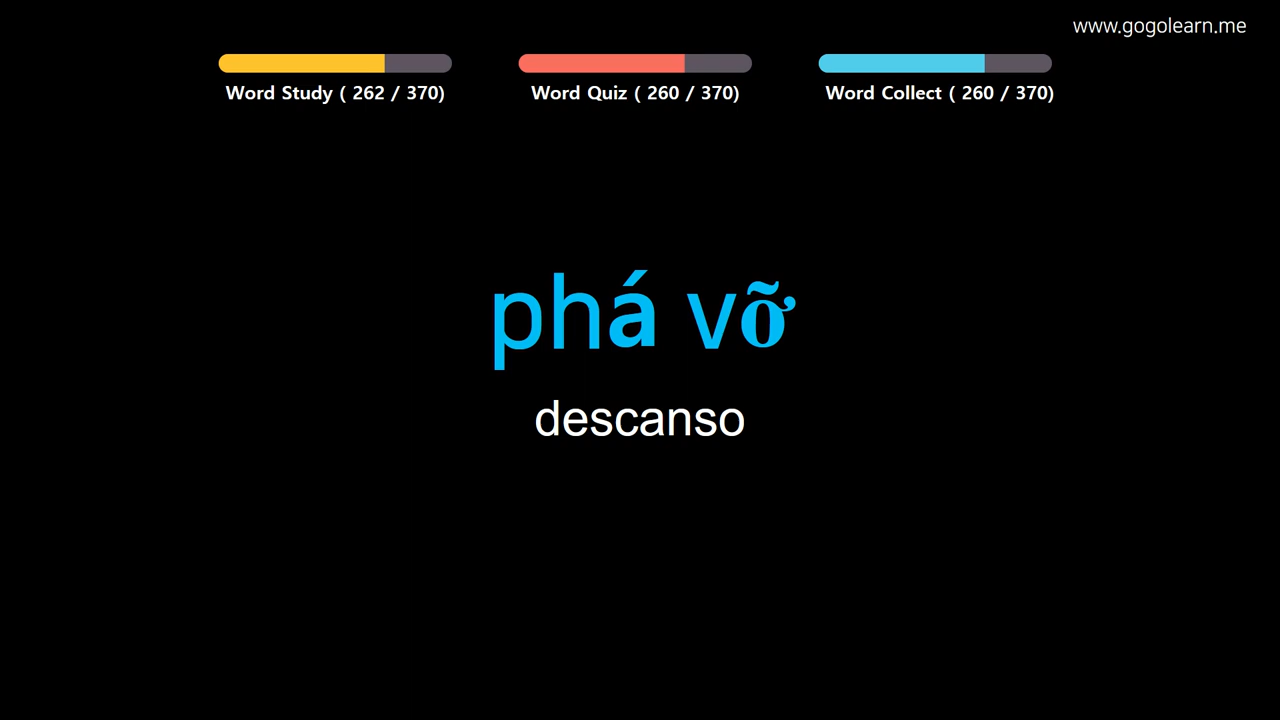 www.gogolearn.me
Word Study ( 262 / 370)
Word Quiz ( 260 / 370)
Word Collect ( 260 / 370)
phá vỡ
descanso